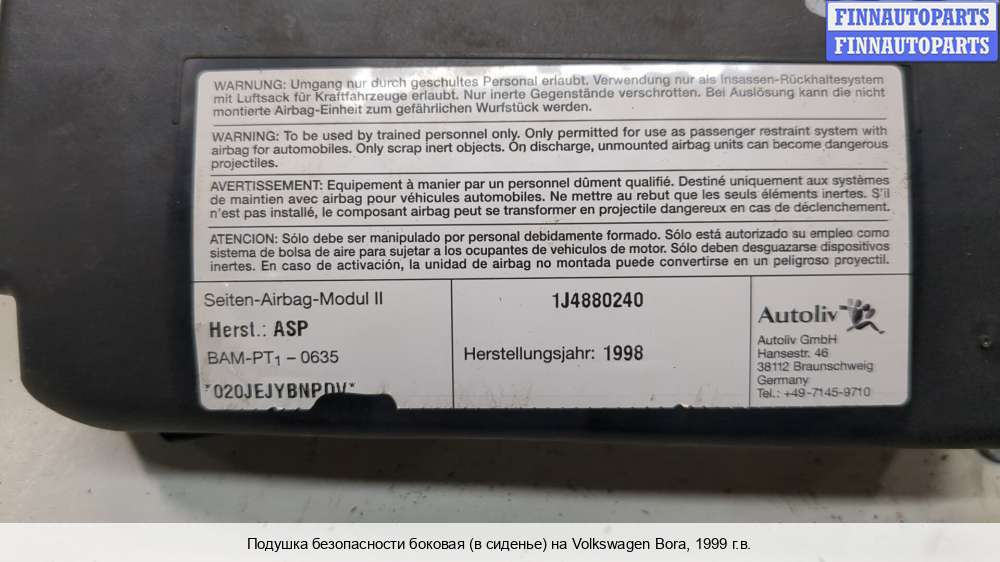 FINNAUTOPARTS
FINNAUTOPARTS
WARNUNG: Umgang nur durch geschultes Personal erlaubt. Verwendung nur als Insassen-Rückhaltesystem
mit Luftsack für Kraftfahrzeuge erlaubt. Nur inerte Gegenstände verschrotten. Bei Auslösung kann die nicht
montierte Airbag-Einheit zum gefährlichen Wurfstück werden.
WARNING: To be used by trained personnel only. Only permitted for use as passenger restraint system with
airbag for automobiles. Only scrap inert objects. On discharge, unmounted airbag units can become dangerous
projectiles.
AVERTISSEMENT: Equipement à manier par un personnel dûment qualifié. Destiné uniquement aux systèmes
de maintien avec airbag pour véhicules automobiles. Ne mettre au rebut que les seuls éléments inertes. S'il
n'est pas installé, le composant airbag peut se transformer en projectile dangereux en cas de déclenchement.
ATENCION: Sólo debe ser manipulado por personal debidamente formado. Sólo está autorizado su empleo como
sistema de bolsa de aire para sujetar a los ocupantes de vehiculos de motor. Sólo deben desguazarse dispositivos
inertes. En caso de activación, la unidad de airbag no montada puede convertirse en un peligroso proyectil.
Seiten-Airbag-Modul II
Herst.: ASP
BAM-PT1 – 0635
*020JEJYBNPDV*
1J4880240
Herstellungsjahr: 1998
Autoliv
Autoliv GmbH
Hansestr. 46
38112 Braunschweig
Germany
Tel.: +49-7145-9710
Подушка безопасности боковая (в сиденье) на Volkswagen Bora, 1999 г.в.